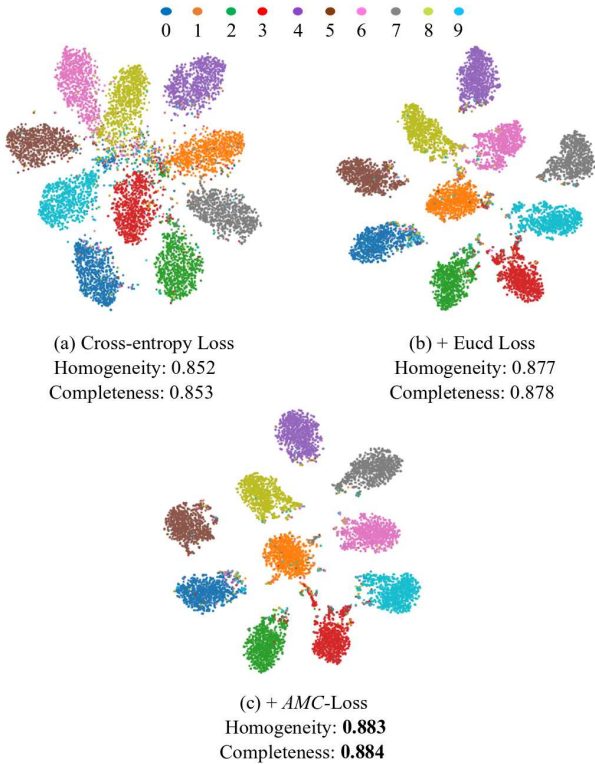 0 1 2 3 4 5 6 7 8 9
(a) Cross-entropy Loss
Homogeneity: 0.852
Completeness: 0.853
(b) + Eucd Loss
Homogeneity: 0.877
Completeness: 0.878
(c) + AMC-Loss
Homogeneity: 0.883
Completeness: 0.884